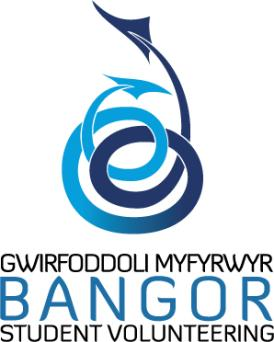 GWIRFODDOLI MYFYRWYR
BANGOR
STUDENT VOLUNTEERING